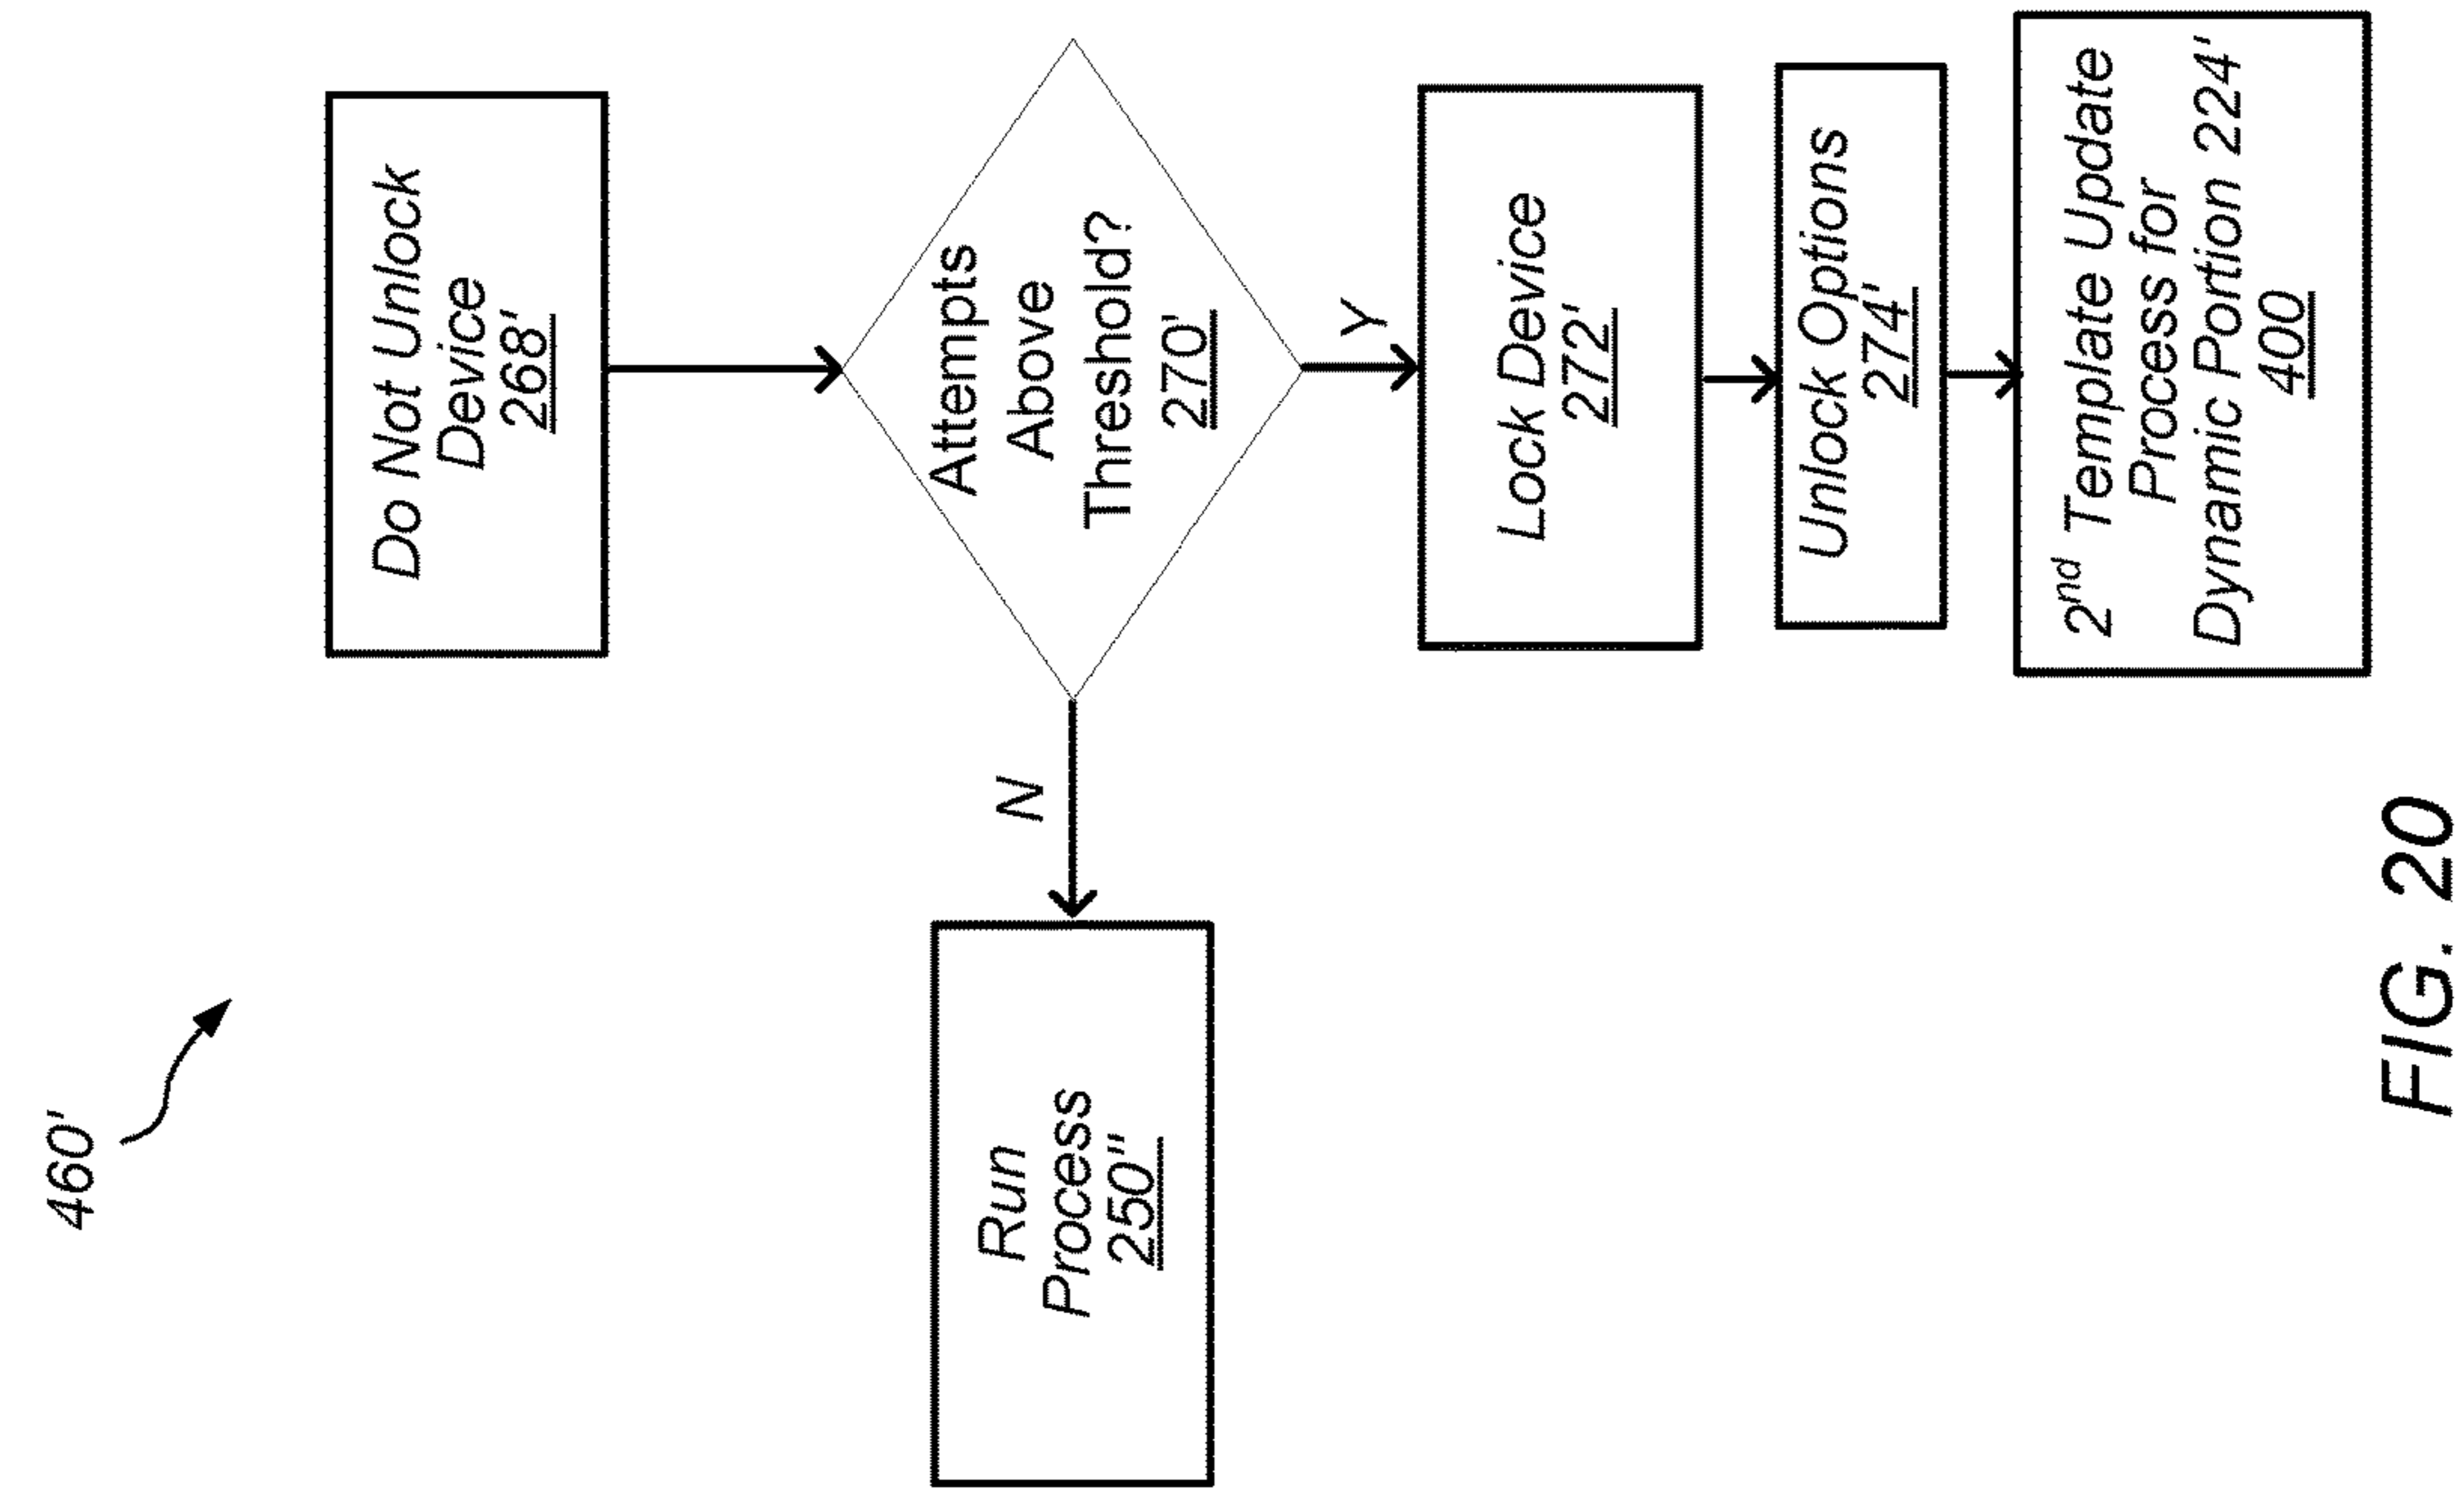 460'
Do Not Unlock
Device
268'
Attempts
Above
Threshold?
270'
N
Y
Run
Process
250"
Lock Device
272'
Unlock Options
274'
2nd Template Update
Process for
Dynamic Portion 224'
400
FIG. 20